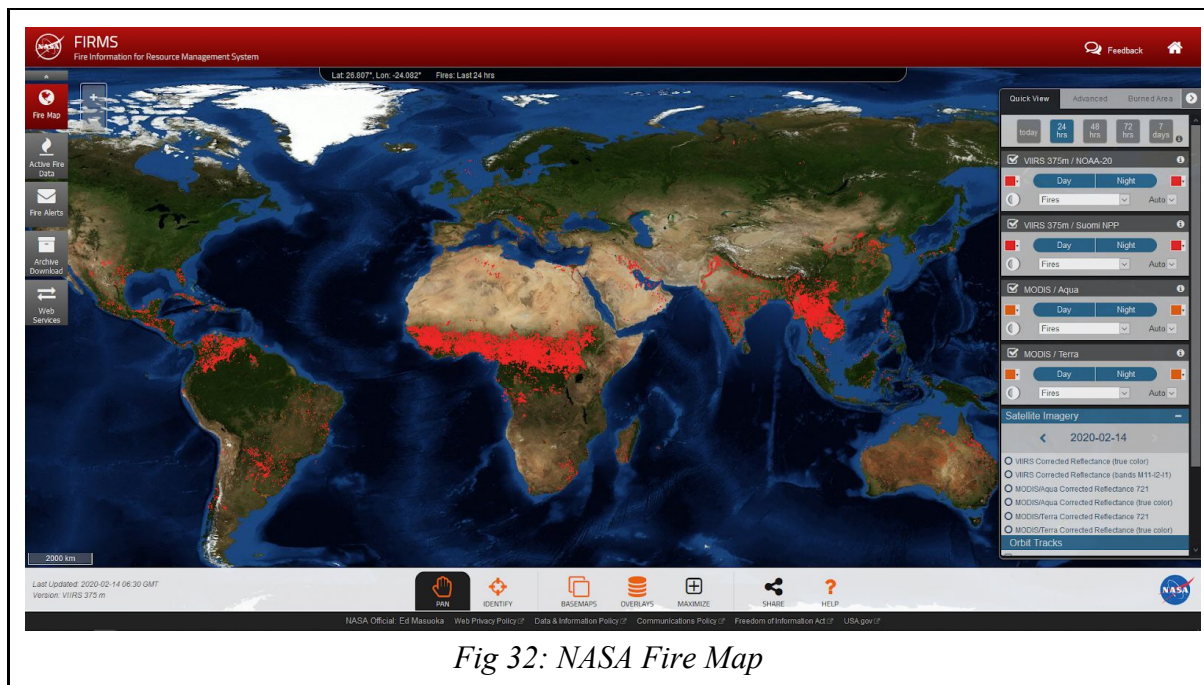 NASA
FIRMS
Fire Information for Resource Management System
Feedback
Lat: 26.807°, Lon: -24.082° Fires: Last 24 hrs
Fire Map
Active Fire
Data
Fire Alerts
Archive
Download
Web
Services
+
Quick View Advanced Burned Area
today
24
hrs
48
hrs
72
hrs
7
days
VIIRS 375m / NOAA-20
Day Night
Fires Auto
VIIRS 375m / Suomi NPP
Day Night
Fires Auto
MODIS / Aqua
Day Night
Fires Auto
MODIS / Terra
Day Night
Fires Auto
Satellite Imagery
2020-02-14
VIIRS Corrected Reflectance (true color)
VIIRS Corrected Reflectance (bands M11-I2-I1)
MODIS/Aqua Corrected Reflectance 721
MODIS/Aqua Corrected Reflectance (true color)
MODIS/Terra Corrected Reflectance 721
MODIS/Terra Corrected Reflectance (true color)
Orbit Tracks
2000 km
Last Updated: 2020-02-14 06:30 GMT
Version: VIIRS 375 m
PAN IDENTIFY BASEMAPS OVERLAYS MAXIMIZE SHARE HELP
NASA
NASA Official: Ed Masuoka Web Privacy Policy Data & Information Policy Communications Policy Freedom of Information Act USA.gov
Fig 32: NASA Fire Map